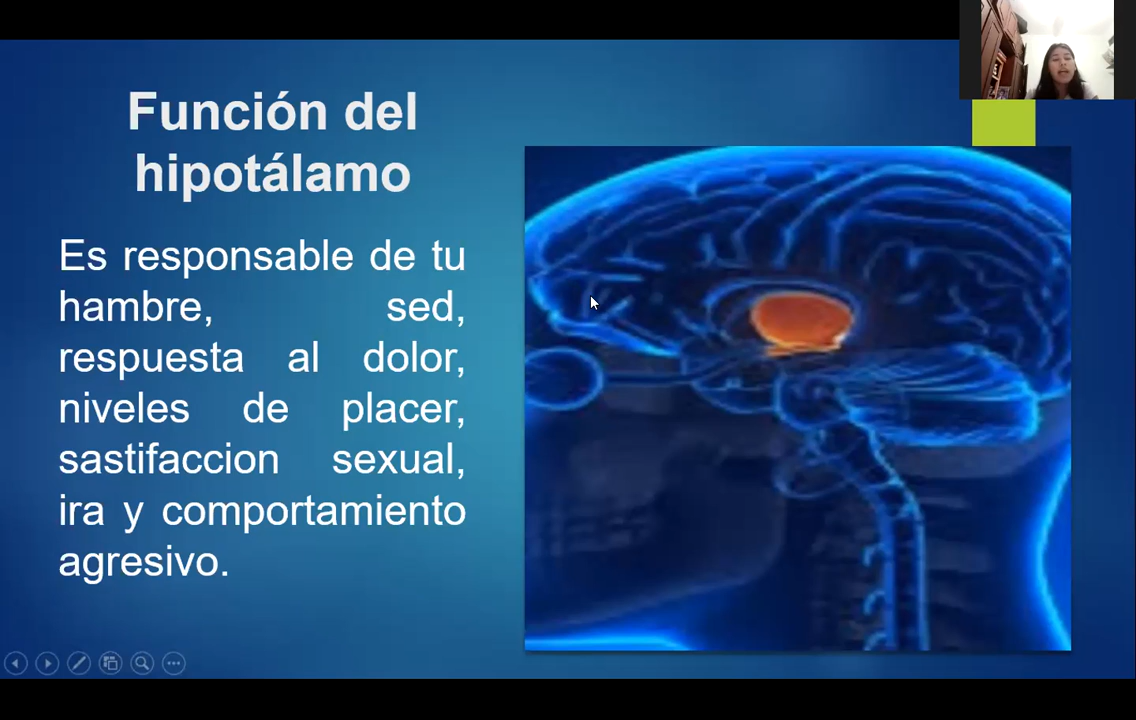 Función del
hipotálamo
Es responsable de tu
hambre, sed,
respuesta al dolor,
niveles de placer,
sastifaccion sexual,
ira y comportamiento
agresivo.